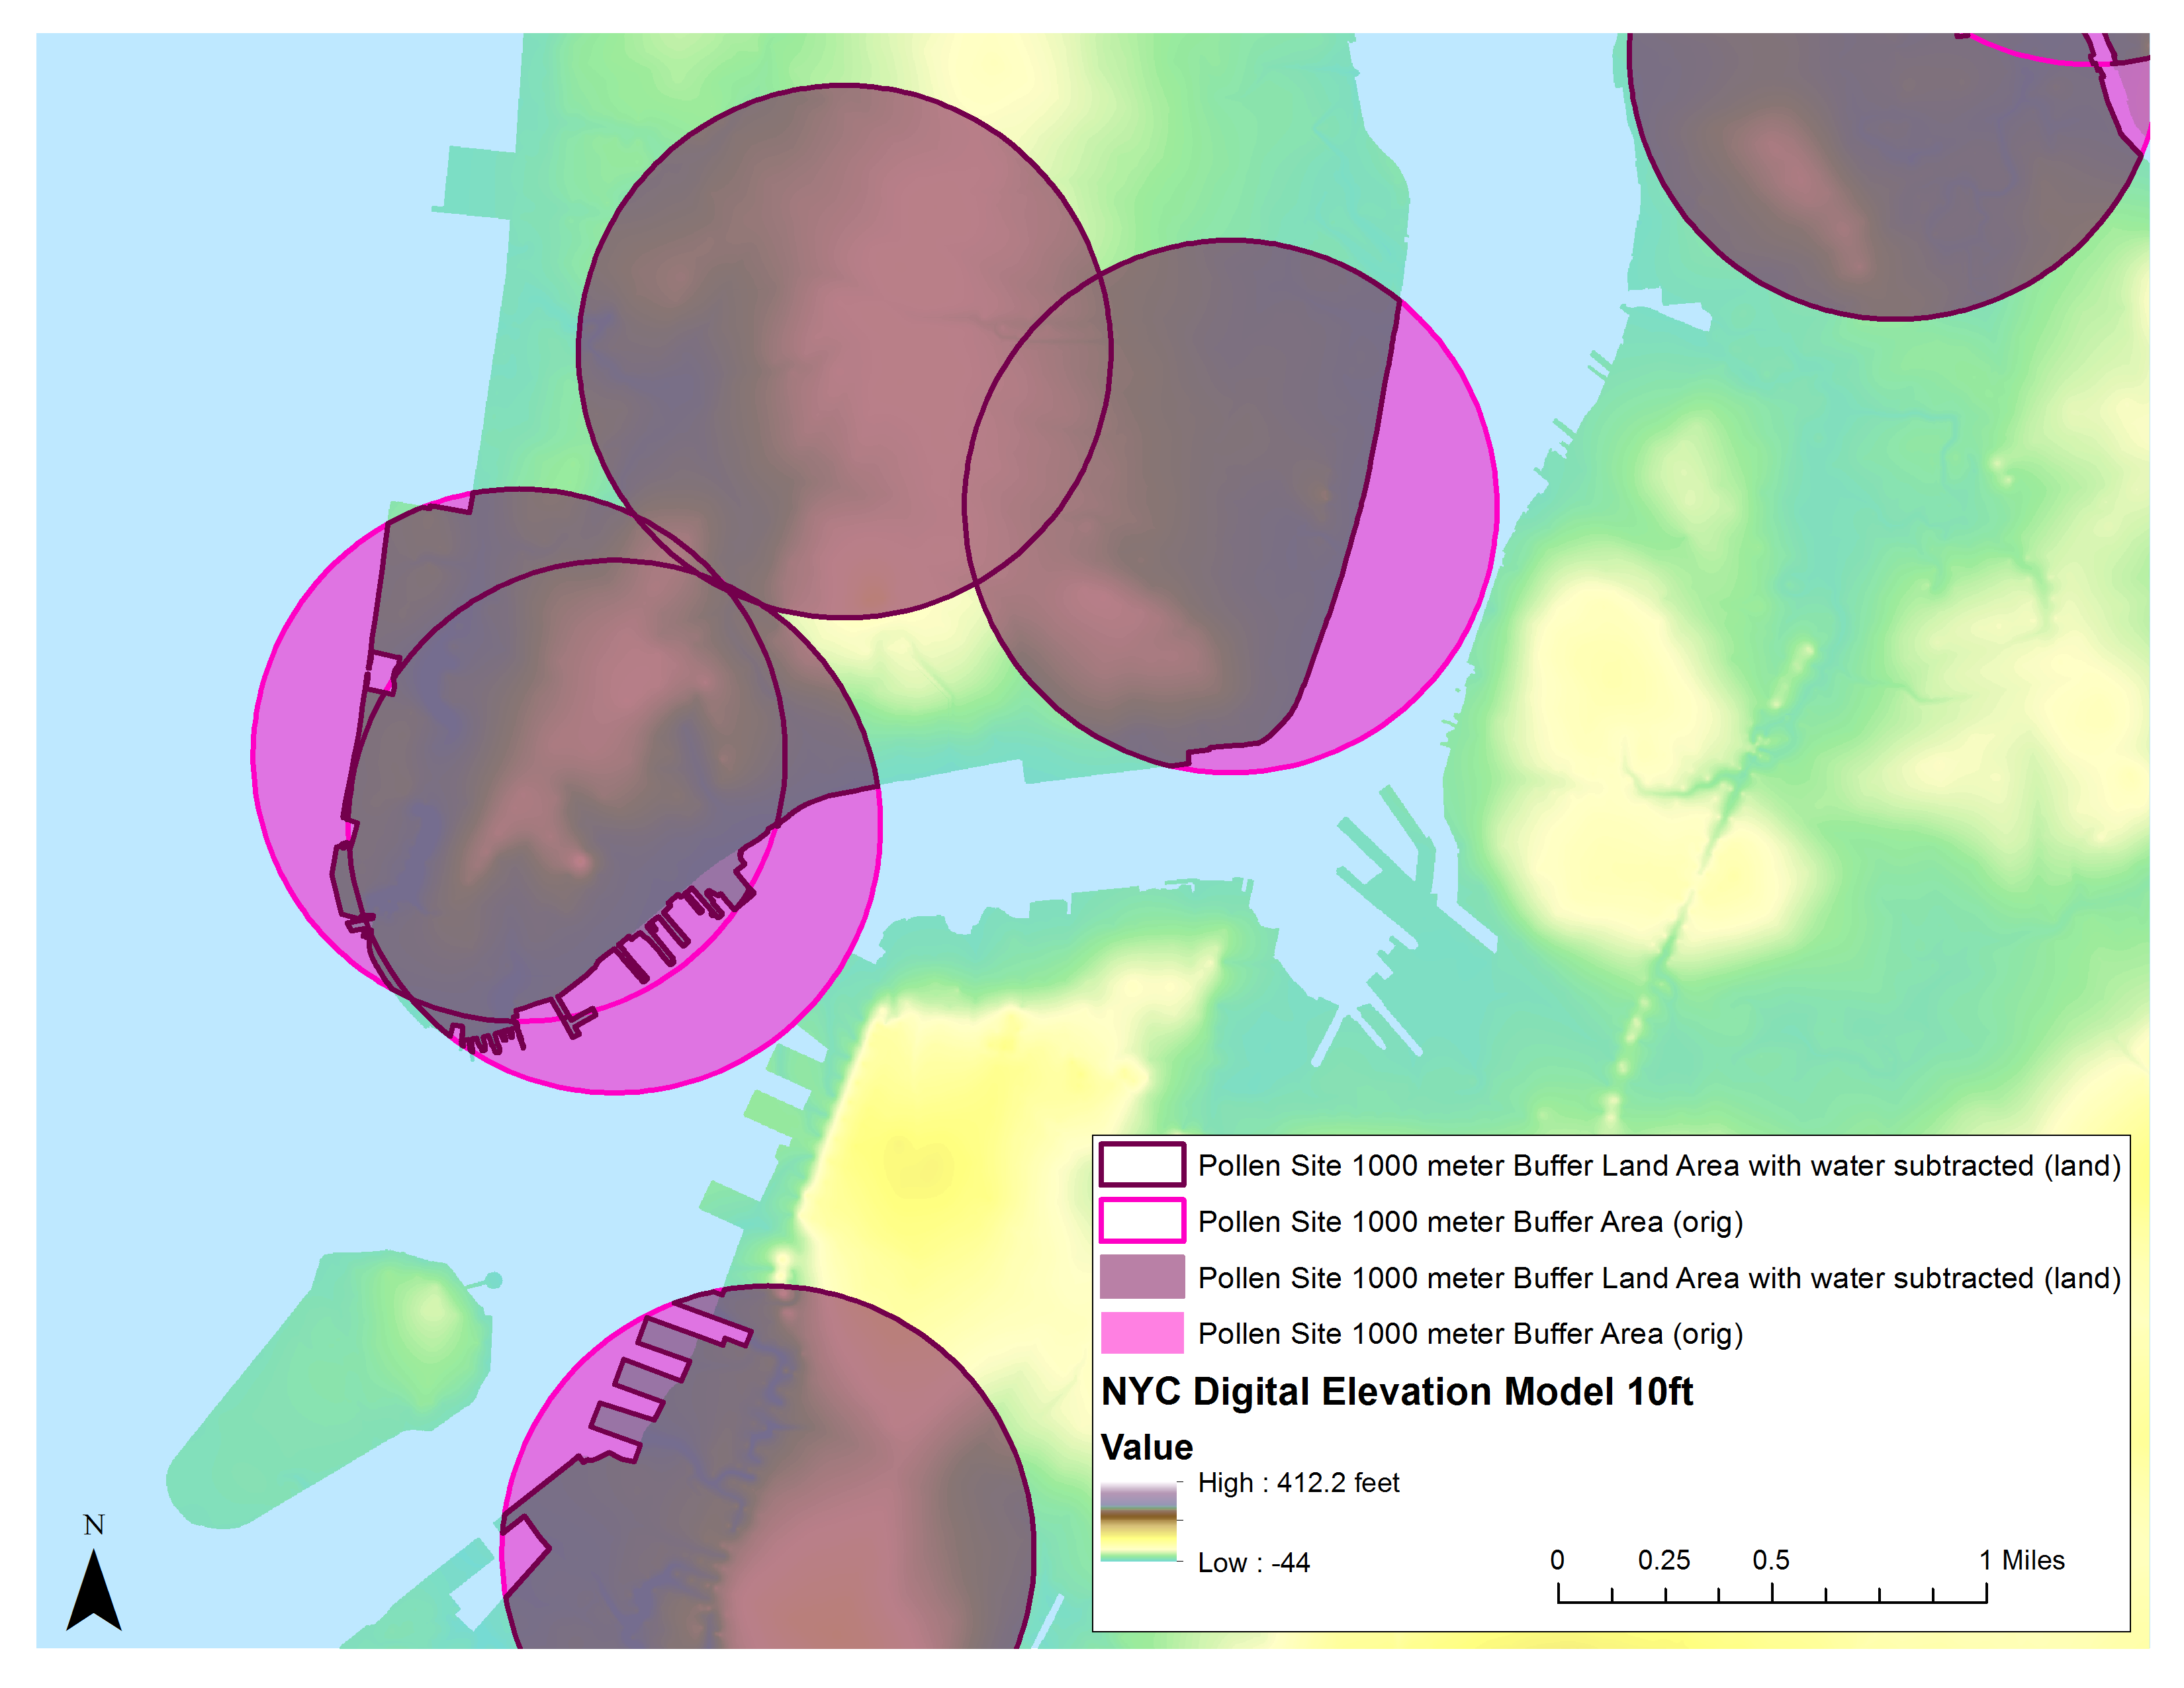 Pollen Site 1000 meter Buffer Land Area with water subtracted (land)
Pollen Site 1000 meter Buffer Area (orig)
Pollen Site 1000 meter Buffer Land Area with water subtracted (land)
Pollen Site 1000 meter Buffer Area (orig)
NYC Digital Elevation Model 10ft
Value
High : 412.2 feet
Low : -44
0 0.25 0.5 1 Miles
N